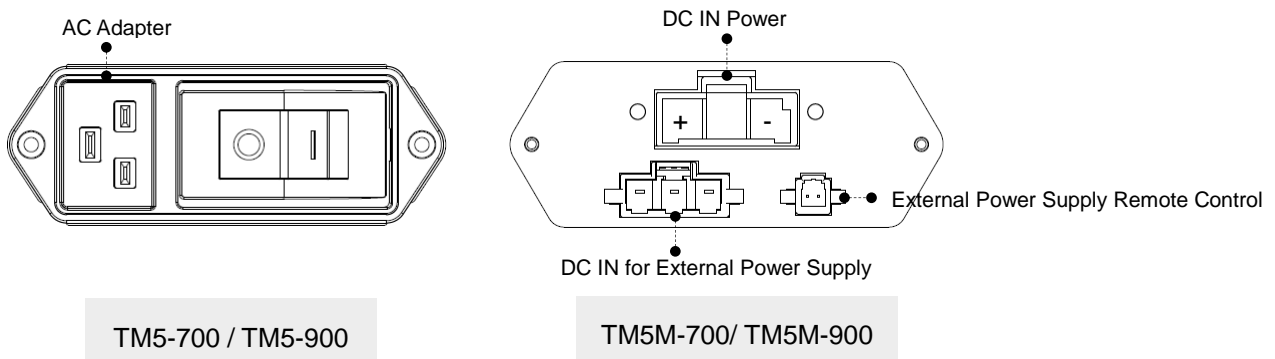 AC Adapter
DC IN Power
+ -
External Power Supply Remote Control
DC IN for External Power Supply
TM5-700 / TM5-900
TM5M-700/ TM5M-900